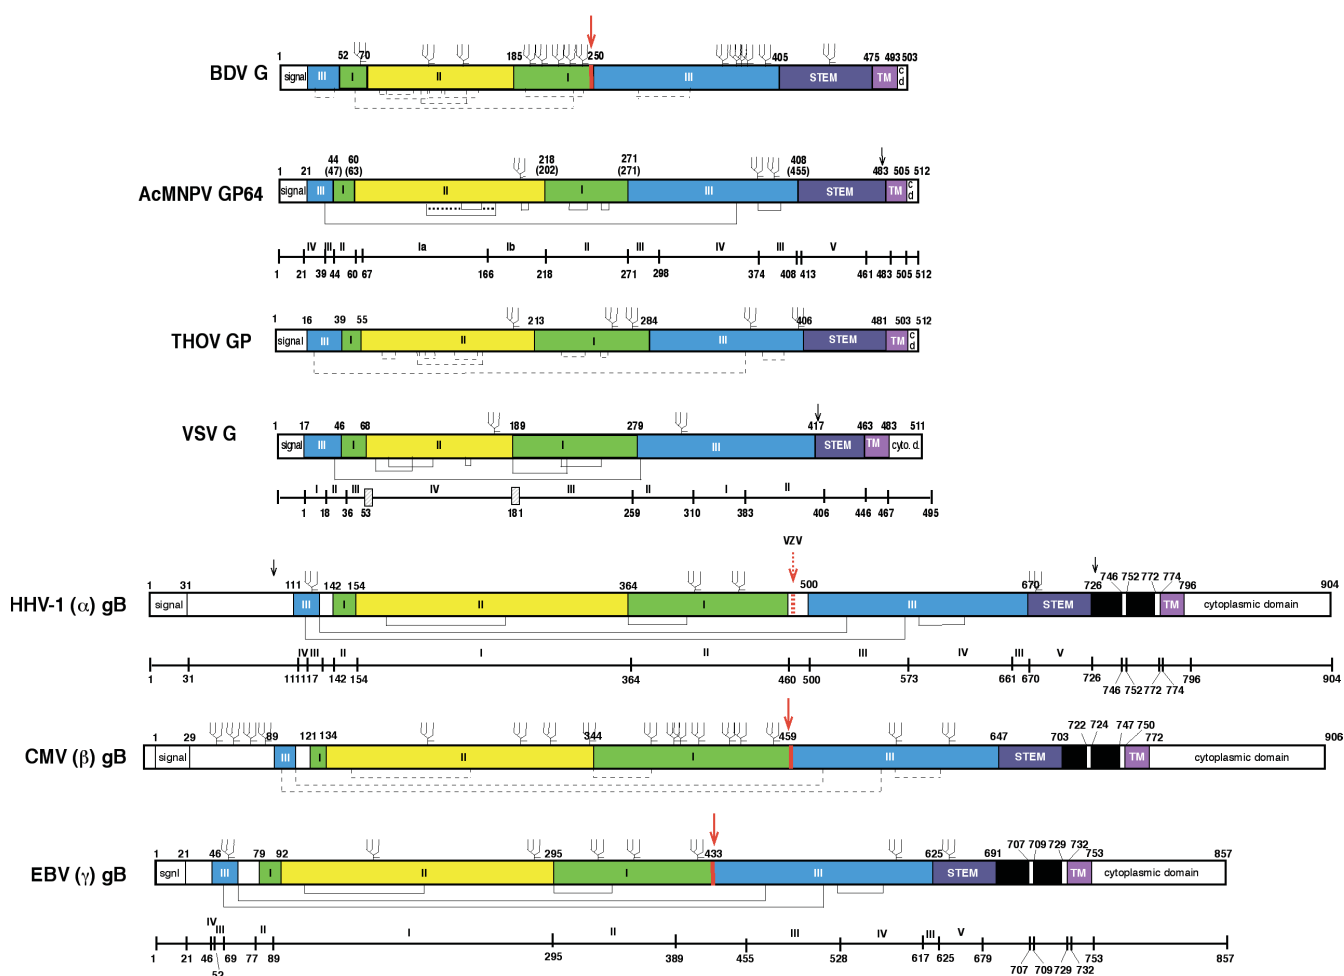 1 52 70 185 250 405 475 493 503
BDV G
signal III I II I III STEM TM c d
44 60 218 271 408
1 21 (47) (63) (202) (271) (455) 483 505 512
AcMNPV GP64
signal III I II I III STEM TM c d
IV III II Ia Ib II III IV III V
1 21 39 44 60 67 166 218 271 298 374 408 413 461 483 505 512
1 16 39 55 213 284 406 481 503 512
THOV GP
signal III I II I III STEM TM c d
1 17 46 68 189 279 417 463 483 511
VSV G
signal III I II I III STEM TM cyto. d.
I II III IV III II I II
1 18 36 53 181 259 310 383 406 446 467 495
VZV
1 31 111 142 154 364 500 670 726 746 752 772 774 796 904
HHV-1 (α) gB
signal III I II I III STEM TM cytoplasmic domain
IV III II I II III IV III V
1 31 111 117 142 154 364 460 500 573 661 670 726 746 752 772 774 796 904
1 29 89 121 134 344 459 647 703 722 724 747 750 772 906
CMV (β) gB
signal III I II I III STEM TM cytoplasmic domain
1 21 46 79 92 295 433 625 691 707 709 729 732 753 857
EBV (γ) gB
sgnl III I II I III STEM TM cytoplasmic domain
IV III II I II III IV III V
1 21 46 52 69 77 89 295 389 455 528 617 625 679 707 709 729 732 753 857